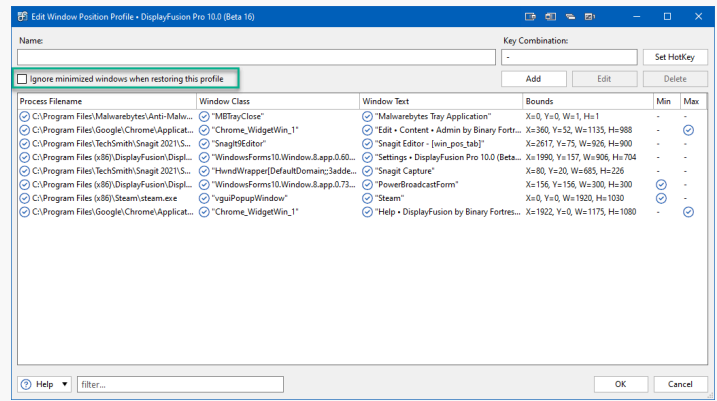 Edit Window Position Profile • DisplayFusion Pro 10.0 (Beta 16)
Name:
Key Combination:
-
Set HotKey
Ignore minimized windows when restoring this profile
Add
Edit
Delete
Process Filename Window Class Window Text Bounds Min Max
C:\Program Files\Malwarebytes\Anti-Malw... "MBTrayClose" "Malwarebytes Tray Application" X=0, Y=0, W=1, H=1 - -
C:\Program Files\Google\Chrome\Applicat... "Chrome_WidgetWin_1" "Edit • Content • Admin by Binary Fortr... X=360, Y=52, W=1135, H=988 -
C:\Program Files\TechSmith\Snagit 2021\S... "SnagIt9Editor" "Snagit Editor - [win_pos_tab]" X=2617, Y=75, W=926, H=900 - -
C:\Program Files (x86)\DisplayFusion\Displ... "WindowsForms10.Window.8.app.0.60... "Settings • DisplayFusion Pro 10.0 (Beta... X=1990, Y=157, W=906, H=704 - -
C:\Program Files\TechSmith\Snagit 2021\S... "HwndWrapper[DefaultDomain;;3adde... "Snagit Capture" X=80, Y=20, W=685, H=226 - -
C:\Program Files (x86)\DisplayFusion\Displ... "WindowsForms10.Window.8.app.0.73... "PowerBroadcastForm" X=156, Y=156, W=300, H=300 -
C:\Program Files (x86)\Steam\steam.exe "vguiPopupWindow" "Steam" X=0, Y=0, W=1920, H=1030 -
C:\Program Files\Google\Chrome\Applicat... "Chrome_WidgetWin_1" "Help • DisplayFusion by Binary Fortres... X=1922, Y=0, W=1175, H=1080 -
Help
filter...
OK
Cancel